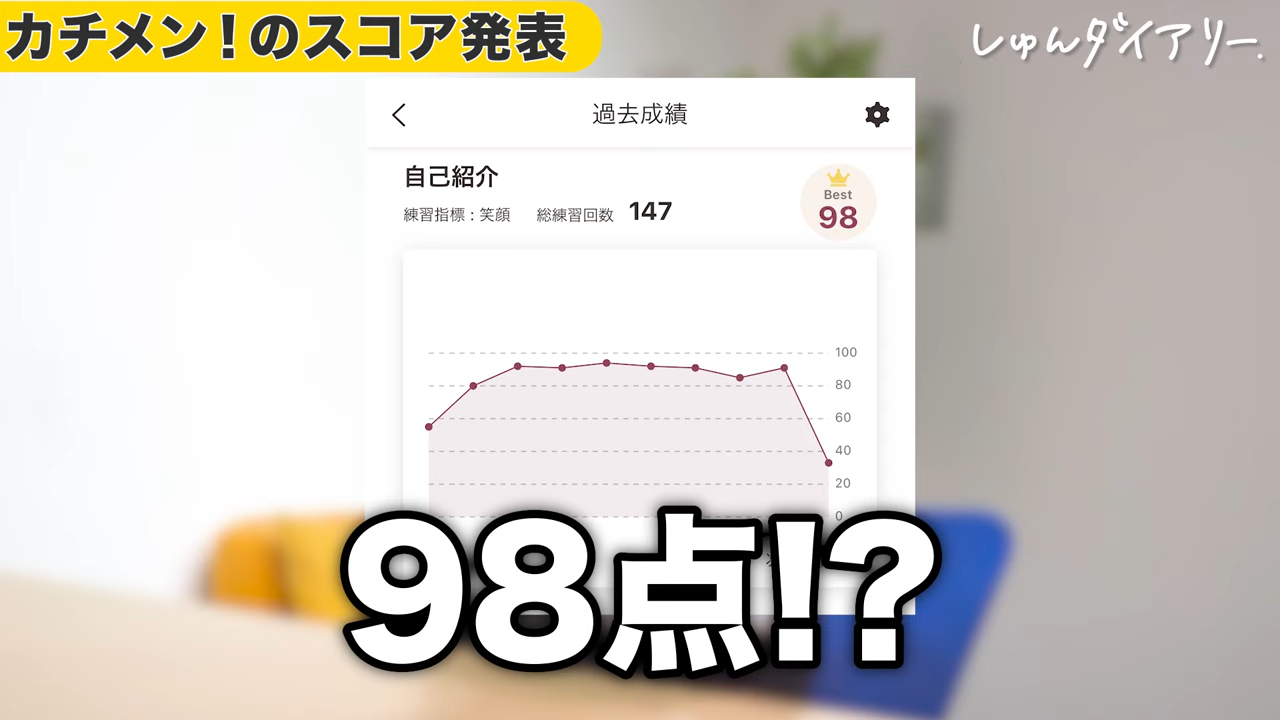 カチメン！のスコア発表
しゅんダイアリー.
過去成績
自己紹介
練習指標：笑顔 総練習回数 147
Best
98
100
80
60
40
20
0
98点!?